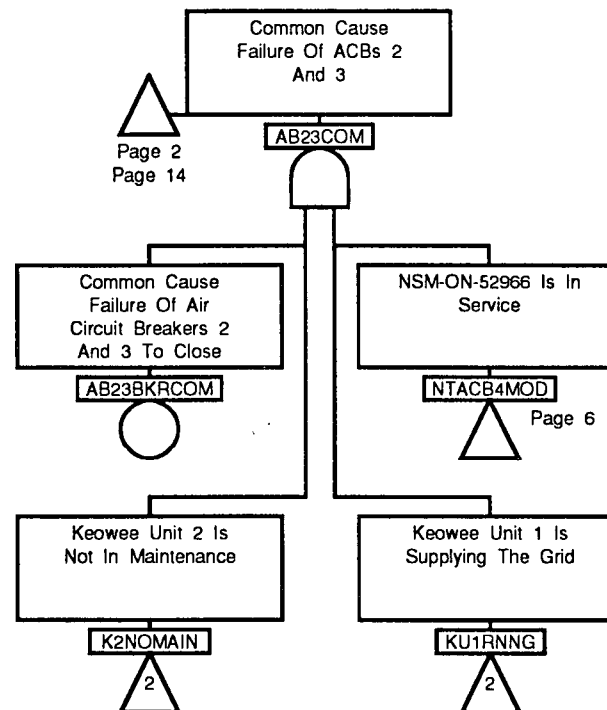 Common Cause
Failure Of ACBs 2
And 3
Page 2
Page 14
AB23COM
Common Cause
Failure Of Air
Circuit Breakers 2
And 3 To Close
AB23BKRCOM
NSM-ON-52966 Is In
Service
NTACB4MOD
Page 6
Keowee Unit 2 Is
Not In Maintenance
K2NOMAIN
2
Keowee Unit 1 Is
Supplying The Grid
KU1RNNG
2